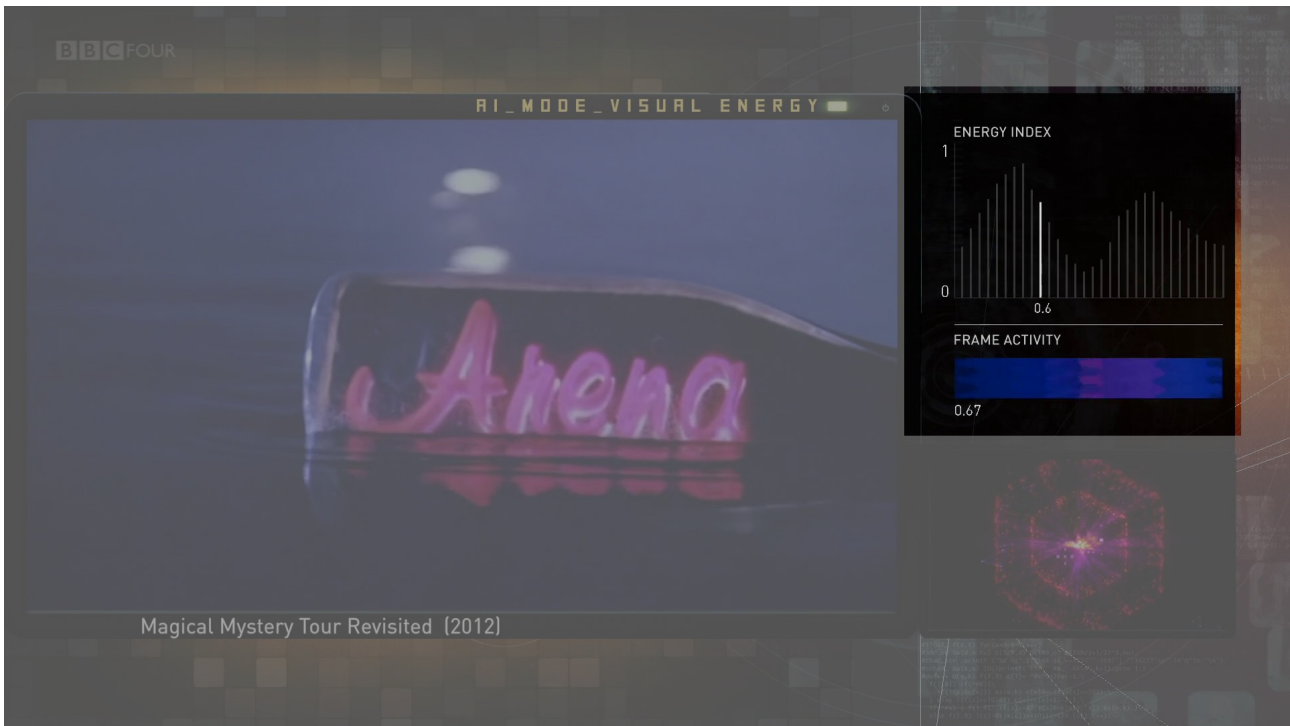 BBC FOUR
AI_MODE_VISUAL ENERGY
Arena
Magical Mystery Tour Revisited (2012)
ENERGY INDEX
1
0
0.6
FRAME ACTIVITY
0.67